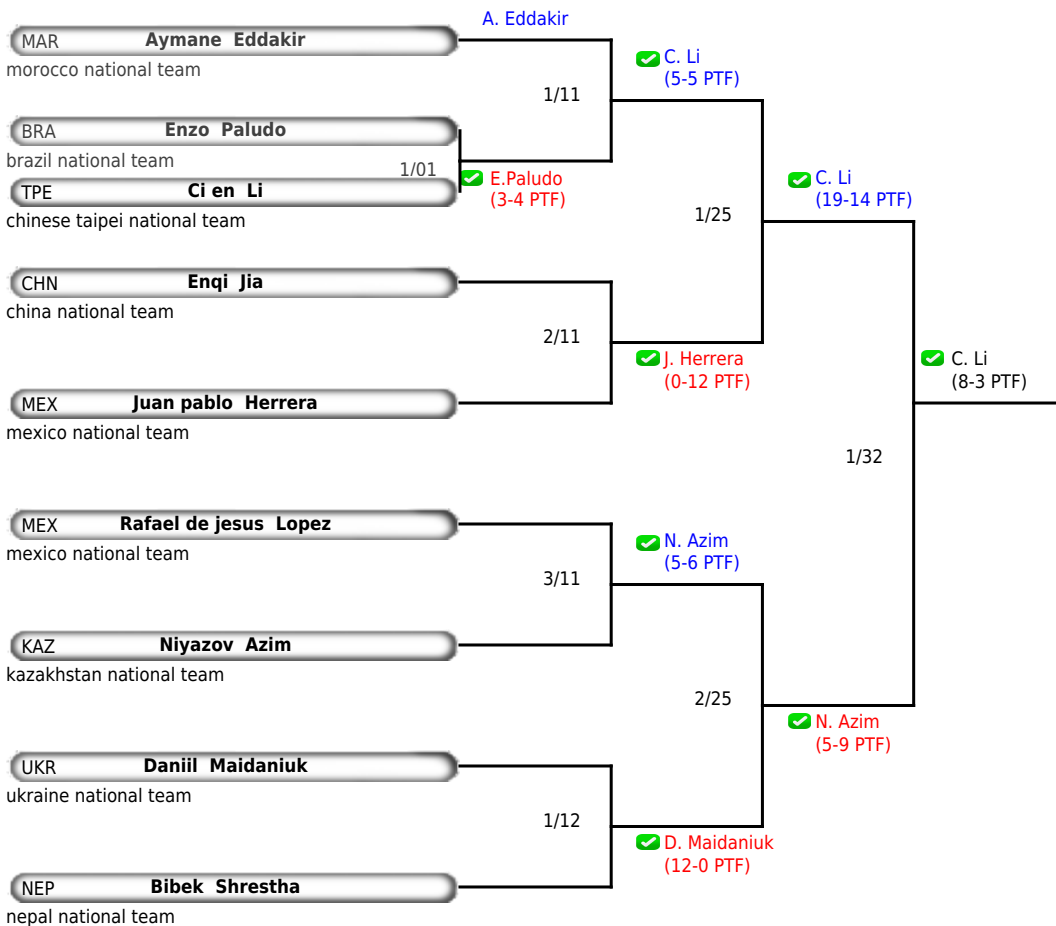 A. Eddakir
MAR Aymane Eddakir
morocco national team
C. Li
(5-5 PTF)
1/11
BRA Enzo Paludo
brazil national team
1/01
E.Paludo
(3-4 PTF)
TPE Ci en Li
chinese taipei national team
C. Li
(19-14 PTF)
1/25
CHN Enqi Jia
china national team
2/11
J. Herrera
(0-12 PTF)
C. Li
(8-3 PTF)
MEX Juan pablo Herrera
mexico national team
1/32
MEX Rafael de jesus Lopez
mexico national team
N. Azim
(5-6 PTF)
3/11
KAZ Niyazov Azim
kazakhstan national team
2/25
N. Azim
(5-9 PTF)
UKR Daniil Maidaniuk
ukraine national team
1/12
D. Maidaniuk
(12-0 PTF)
NEP Bibek Shrestha
nepal national team